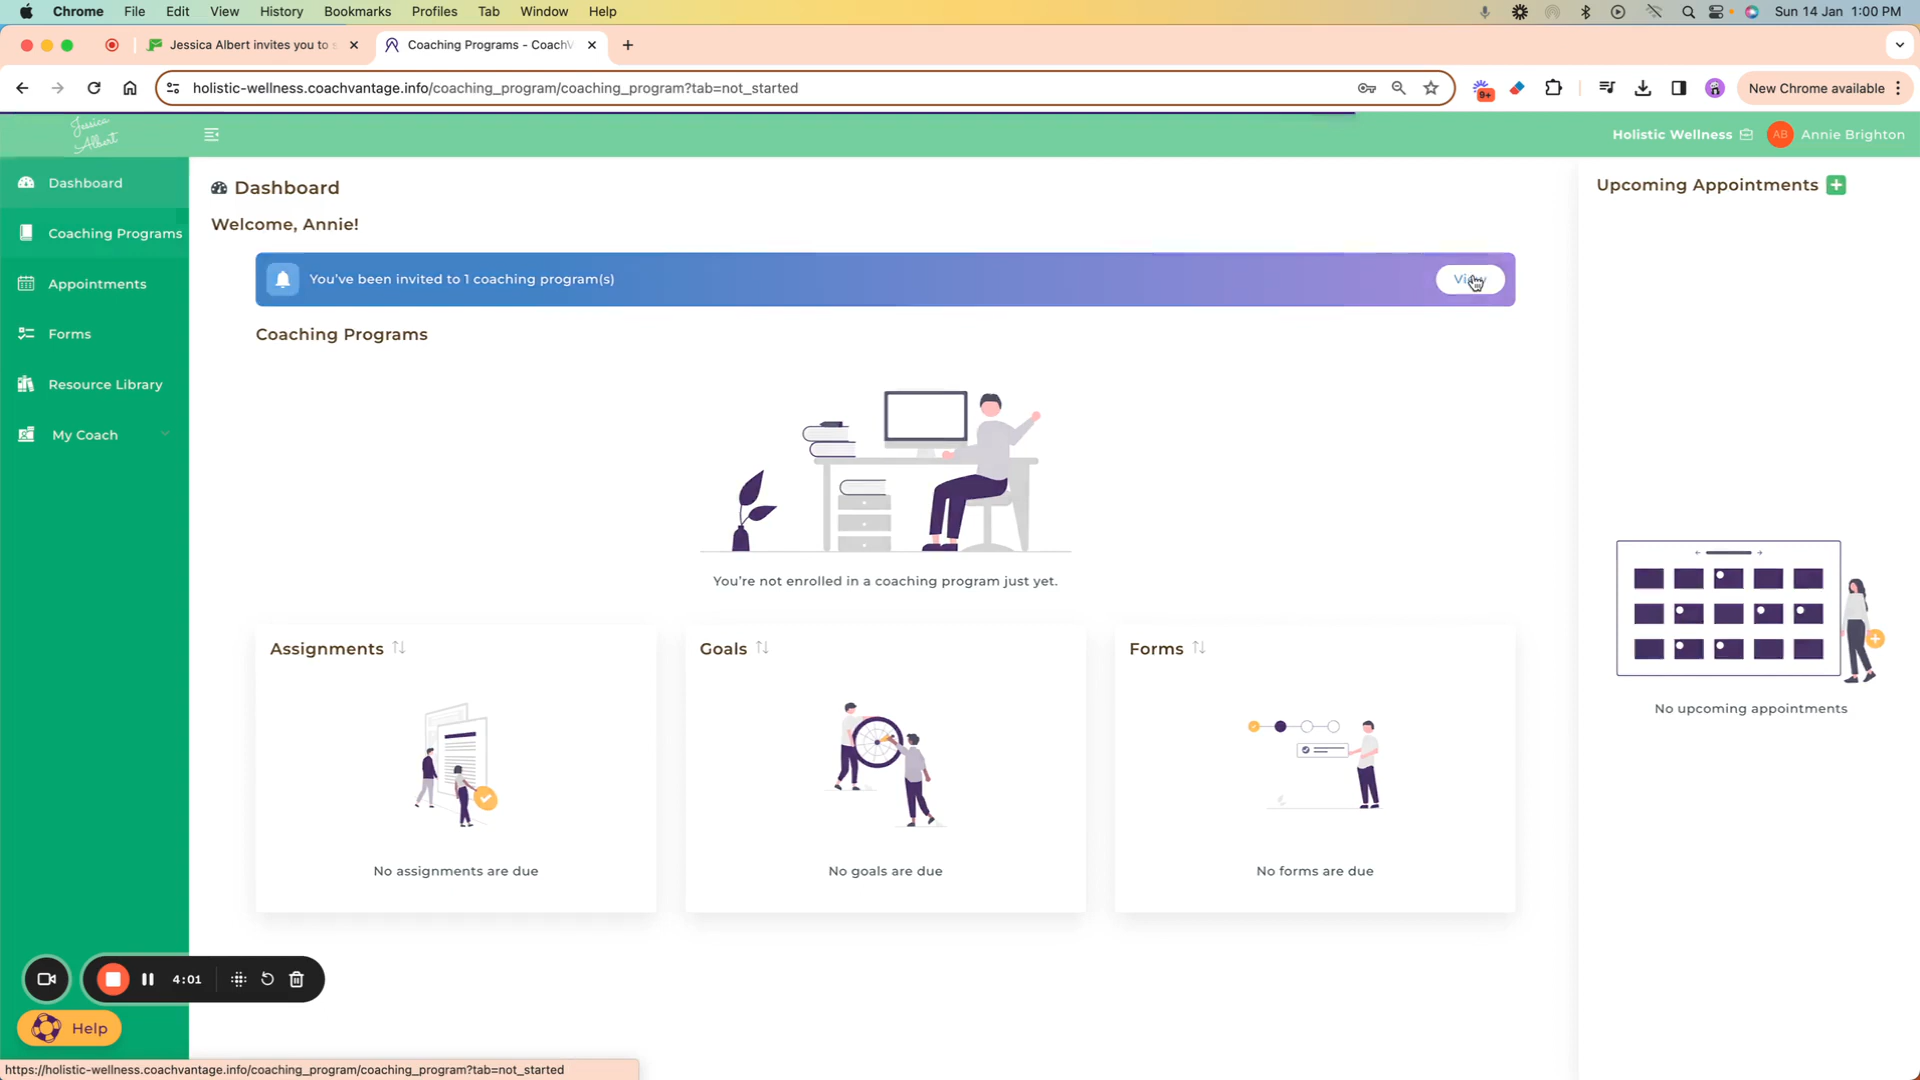 Chrome File Edit View History Bookmarks Profiles Tab Window Help
Sun 14 Jan 1:00 PM
Jessica Albert invites you to
Coaching Programs - Coach
holistic-wellness.coachvantage.info/coaching_program/coaching_program?tab=not_started
9+
New Chrome available
Jessica
Albert
Holistic Wellness
AB
Annie Brighton
Dashboard
Coaching Programs
Appointments
Forms
Resource Library
My Coach
Dashboard
Welcome, Annie!
You've been invited to 1 coaching program(s)
View
Coaching Programs
You're not enrolled in a coaching program just yet.
Assignments
No assignments are due
Goals
No goals are due
Forms
No forms are due
Upcoming Appointments
No upcoming appointments
4:01
Help
https://holistic-wellness.coachvantage.info/coaching_program/coaching_program?tab=not_started